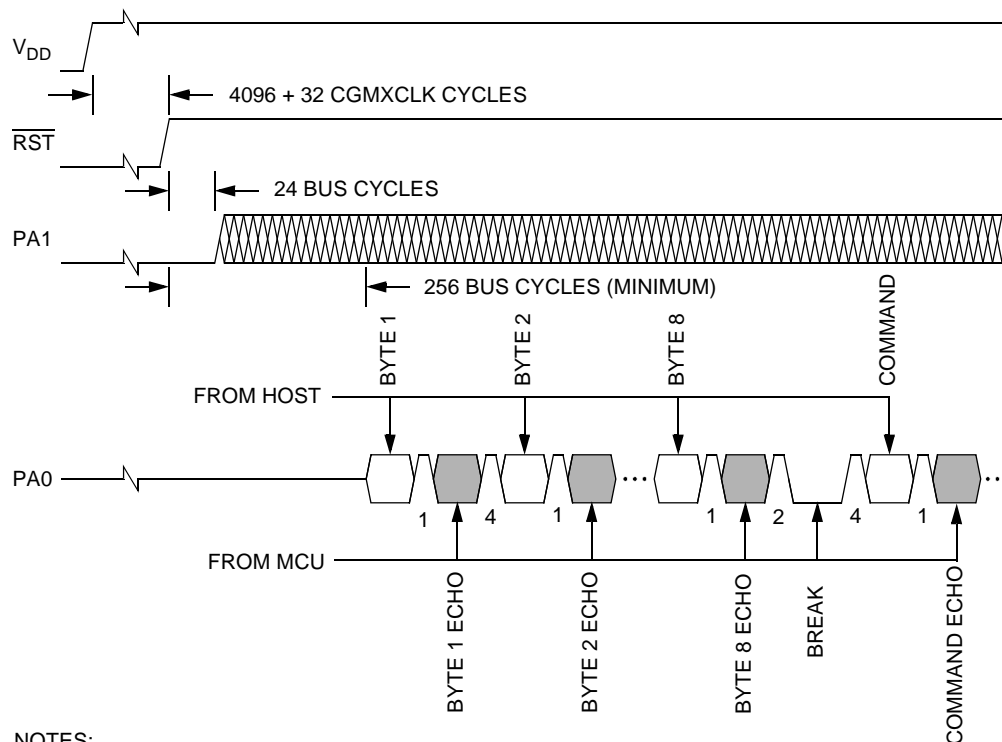 V_DD
4096 + 32 CGMXCLK CYCLES
RST
24 BUS CYCLES
PA1
256 BUS CYCLES (MINIMUM)
BYTE 1
BYTE 2
BYTE 8
COMMAND
FROM HOST
PA0
1
4
1
1
2
4
1
FROM MCU
BYTE 1 ECHO
BYTE 2 ECHO
BYTE 8 ECHO
BREAK
COMMAND ECHO
NOTES: